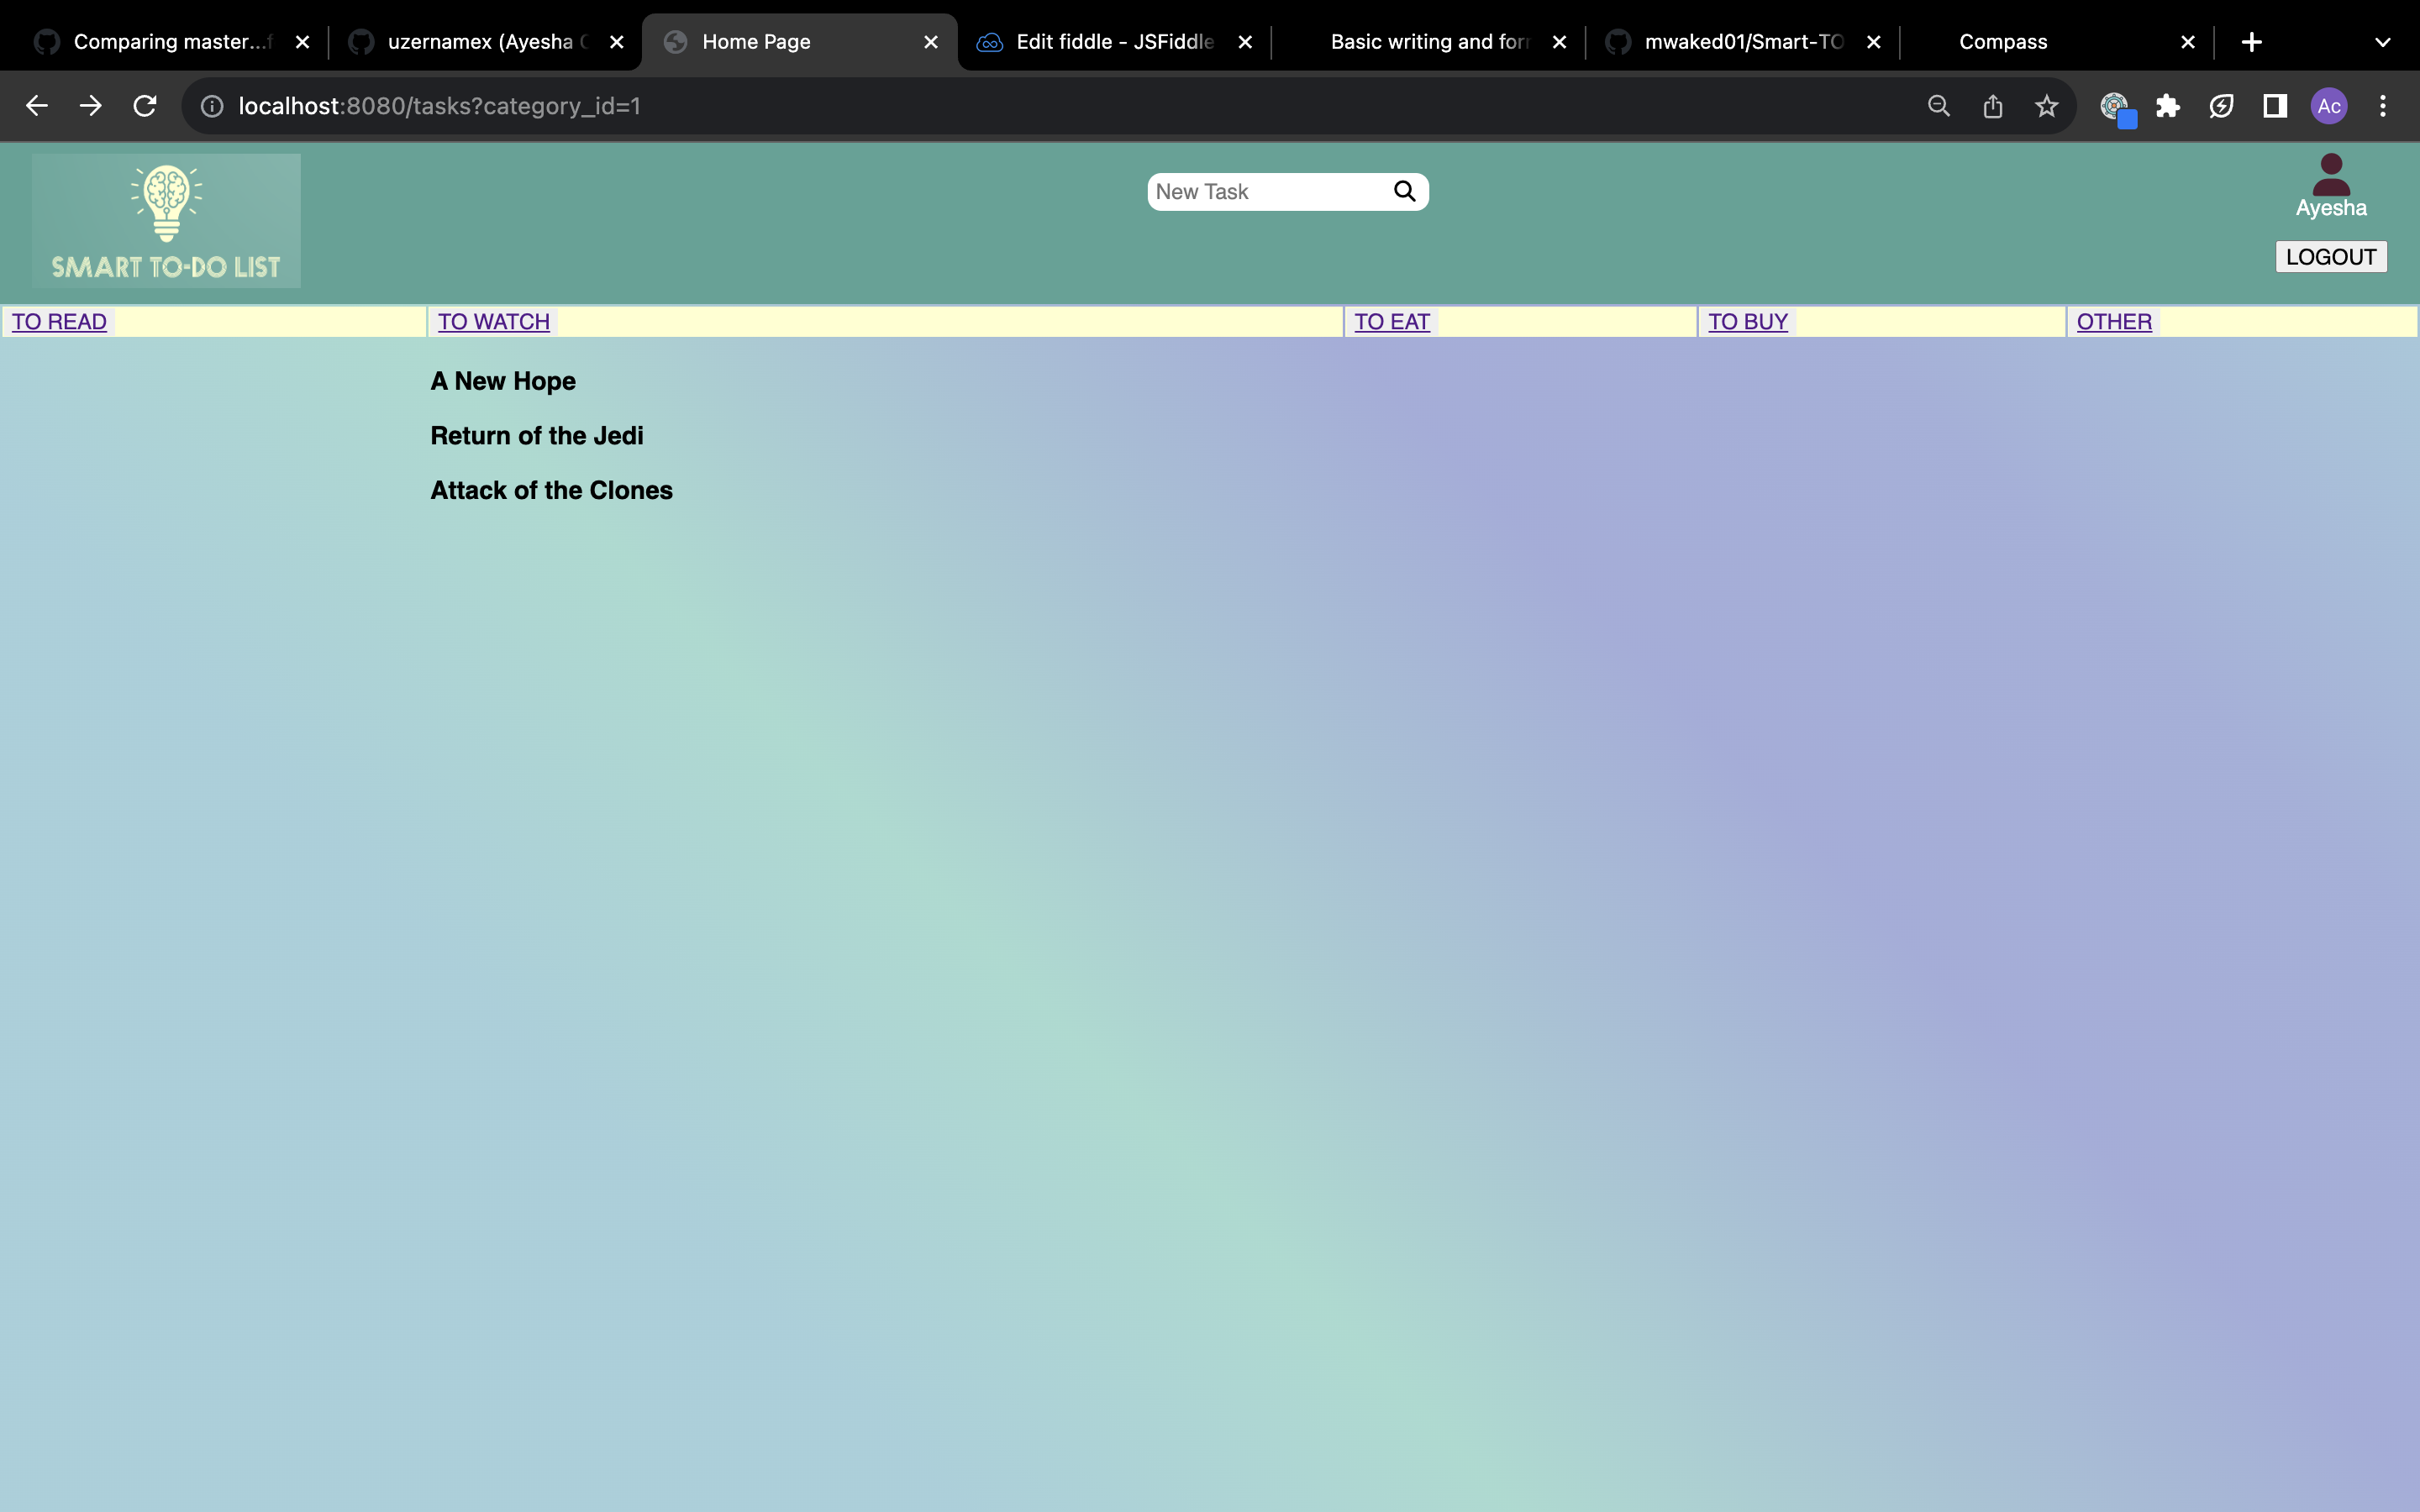 Comparing master...f
uzernamex (Ayesha C
Home Page
Edit fiddle - JSFiddle
Basic writing and form
mwaked01/Smart-TO
Compass
localhost:8080/tasks?category_id=1
Ac
SMART TO-DO LIST
New Task
Ayesha
LOGOUT
TO READ
TO WATCH
TO EAT
TO BUY
OTHER
A New Hope
Return of the Jedi
Attack of the Clones